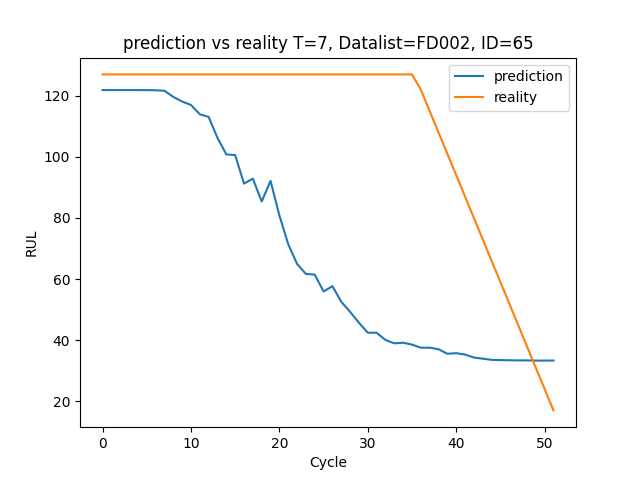 prediction vs reality T=7, Datalist=FD002, ID=65
prediction
reality
RUL
120
100
80
60
40
20
0 10 20 30 40 50
Cycle